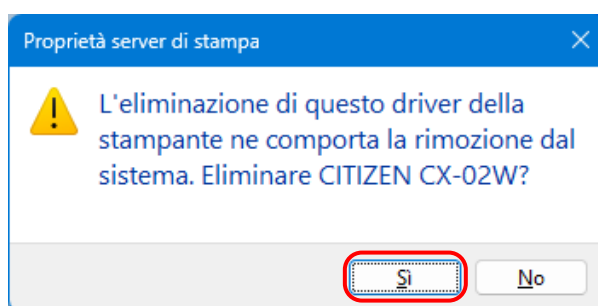 Proprietà server di stampa
L'eliminazione di questo driver della
stampante ne comporta la rimozione dal
sistema. Eliminare CITIZEN CX-02W?
Sì
No